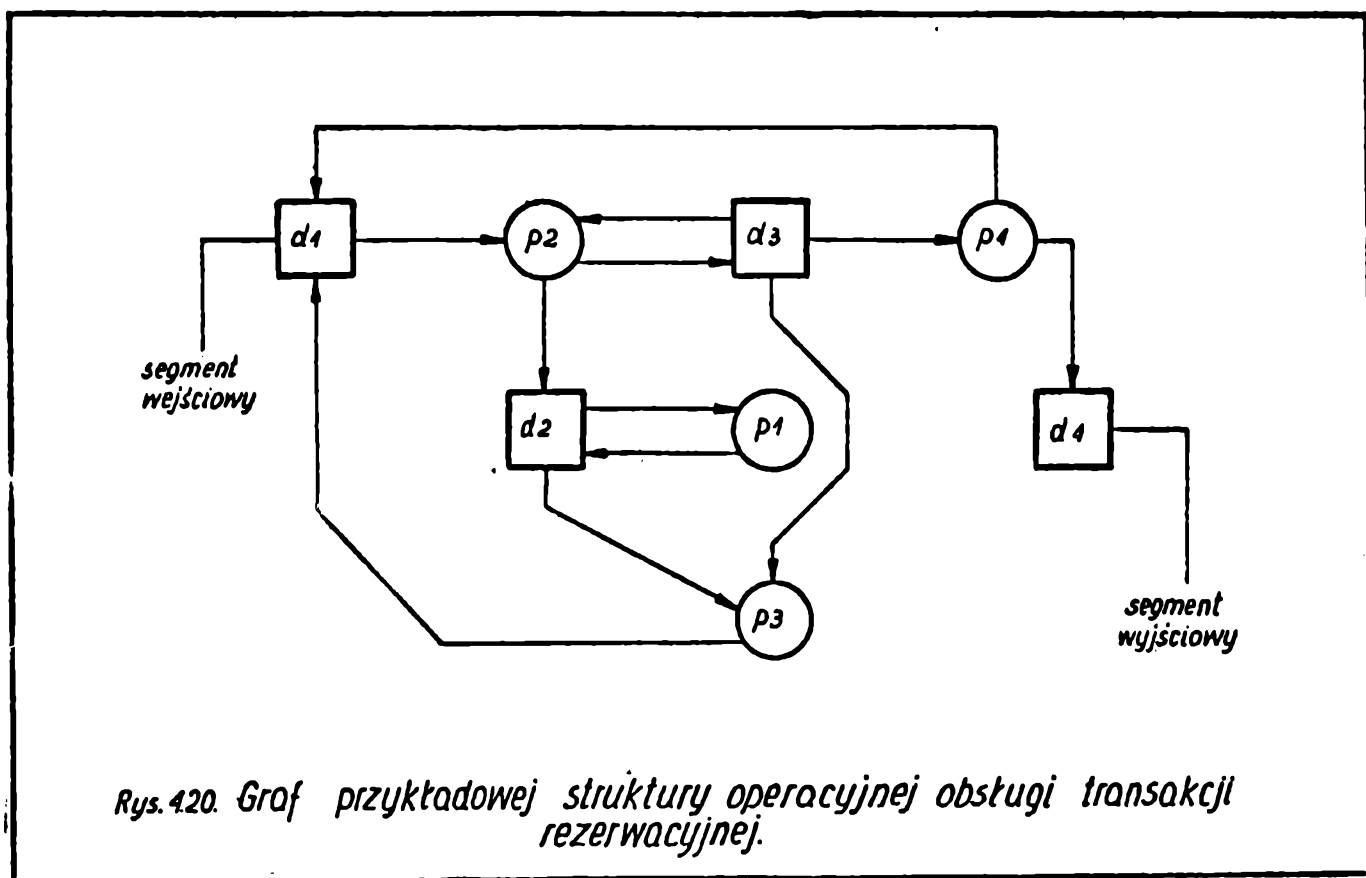 d1
p2
d3
p4
segment
wejściowy
d2
p1
d4
p3
segment
wyjściowy
Rys. 4.20. Graf przykładowej struktury operacyjnej obsługi transakcji
rezerwacyjnej.